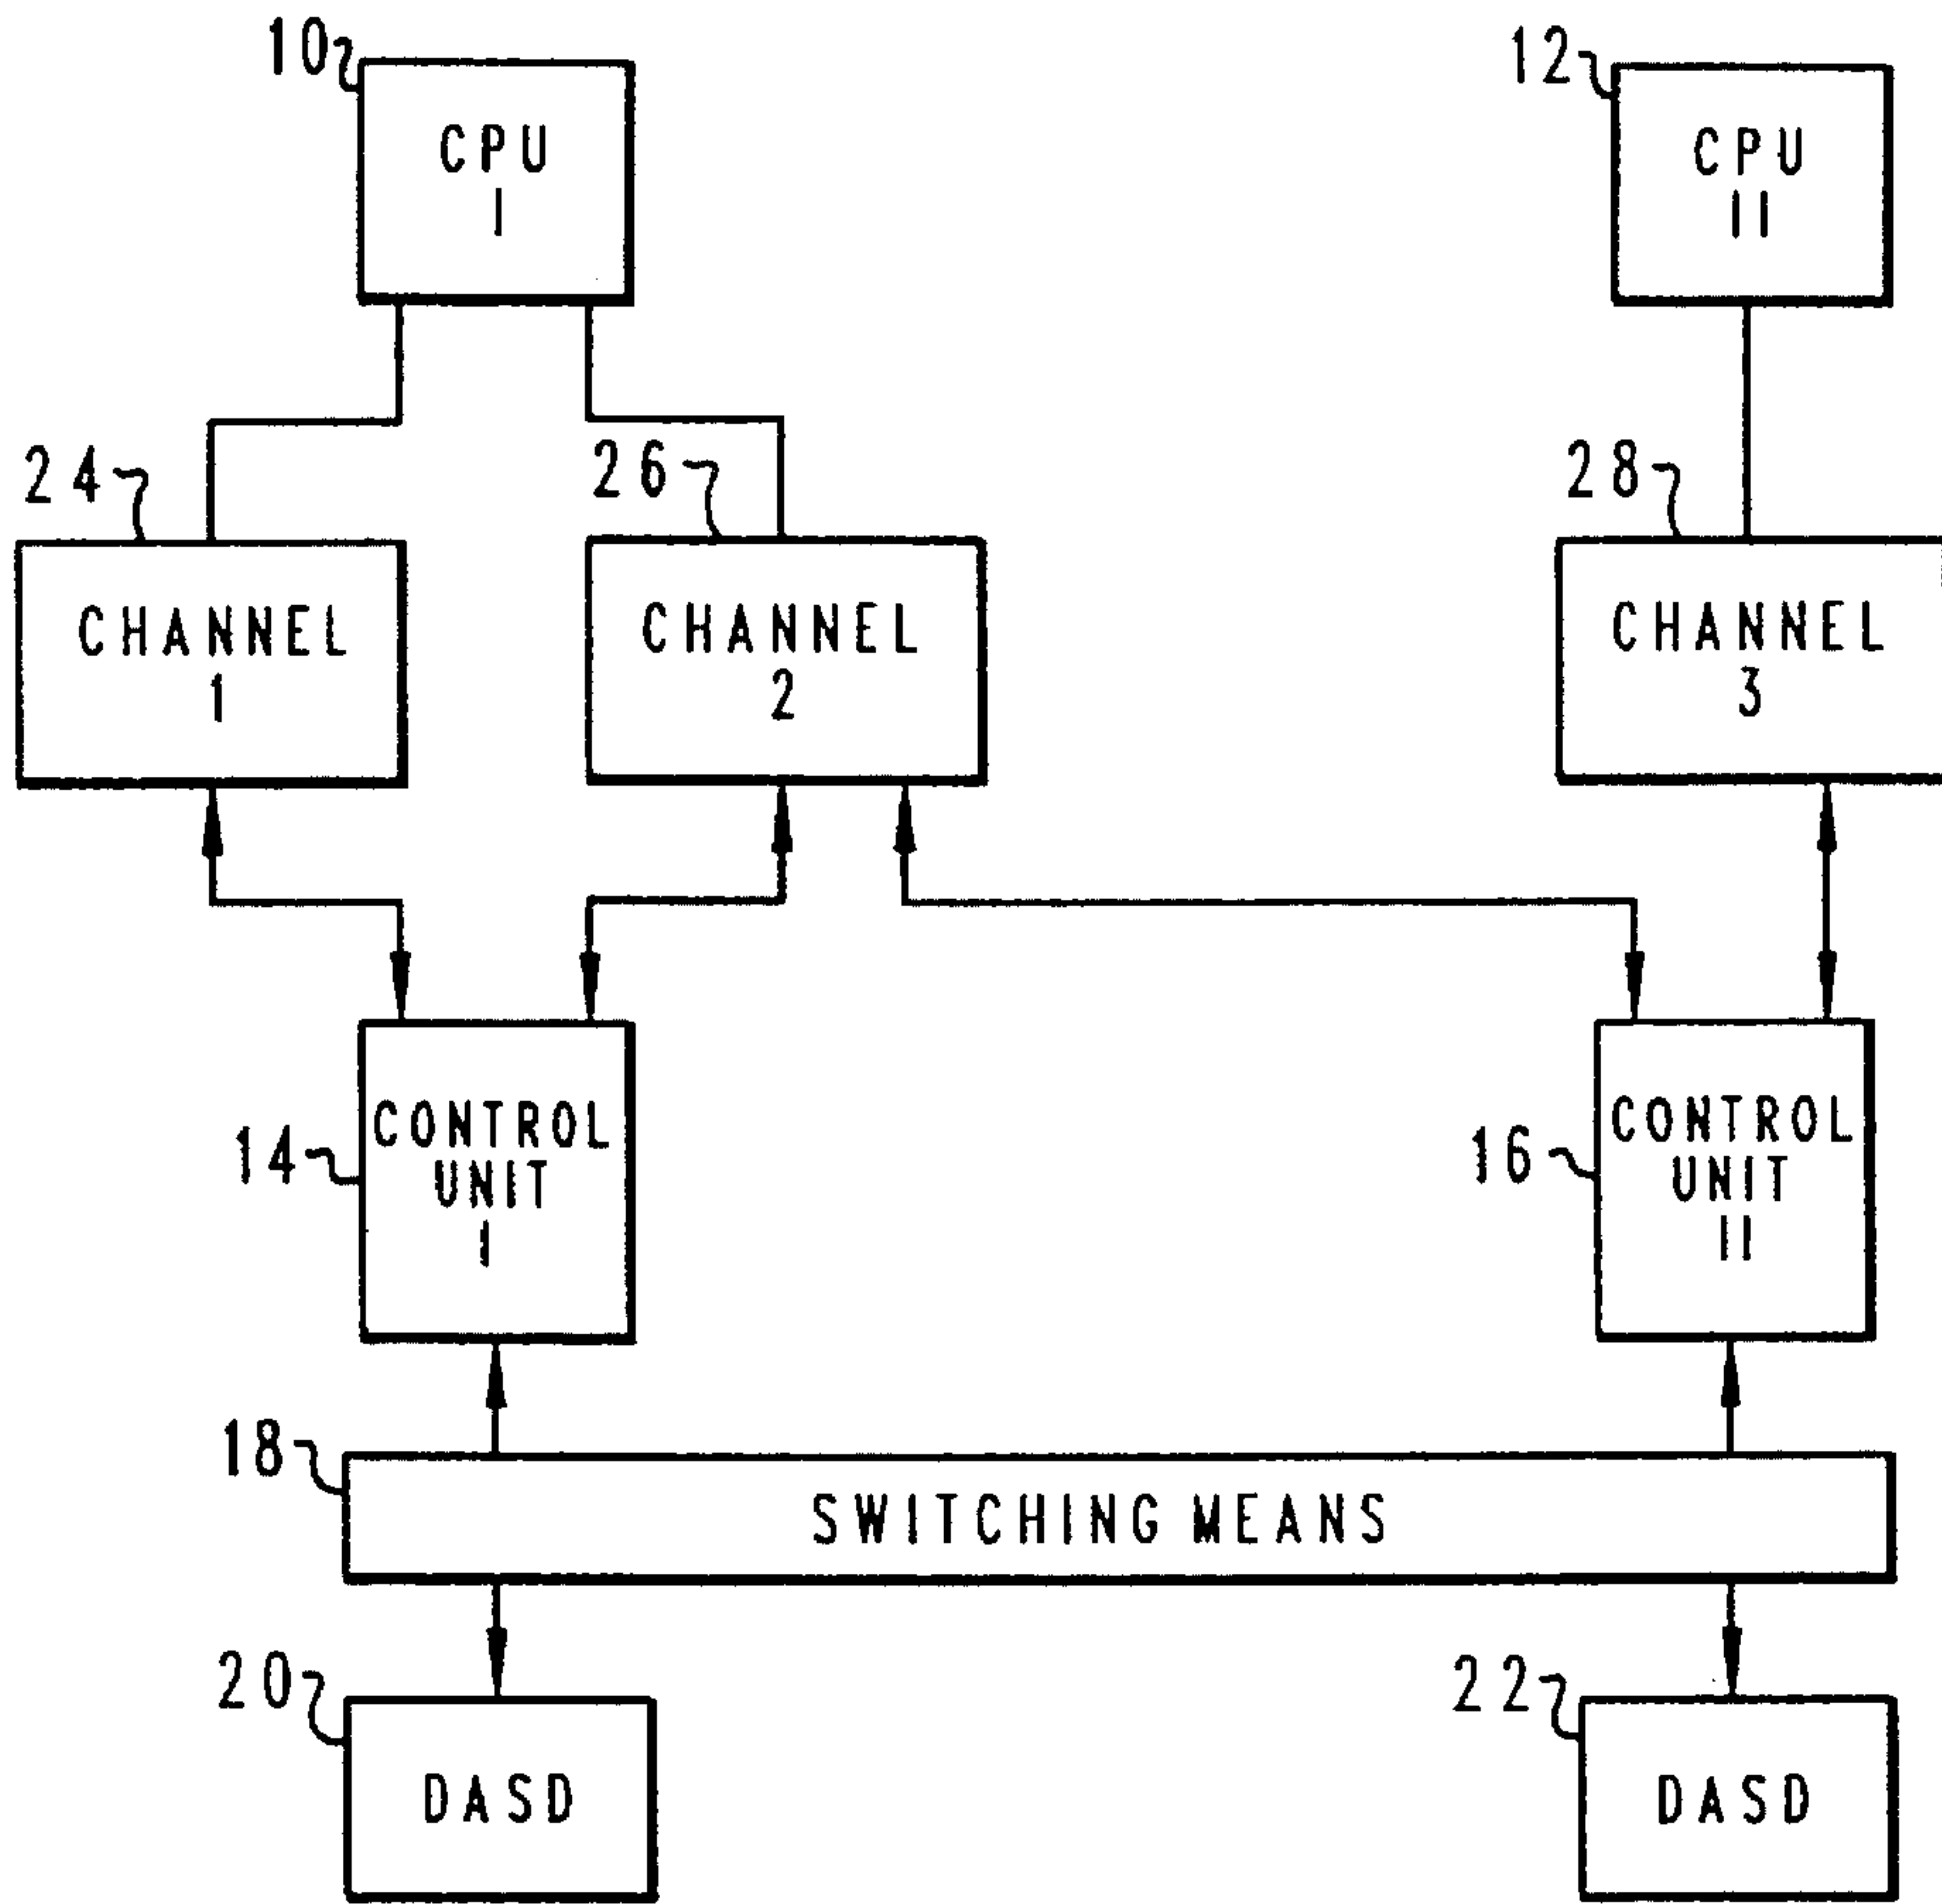 10
12
CPU
I
CPU
II
24
26
28
CHANNEL
1
CHANNEL
2
CHANNEL
3
14
CONTROL
UNIT
I
16
CONTROL
UNIT
II
18
SWITCHING MEANS
20
DASD
22
DASD